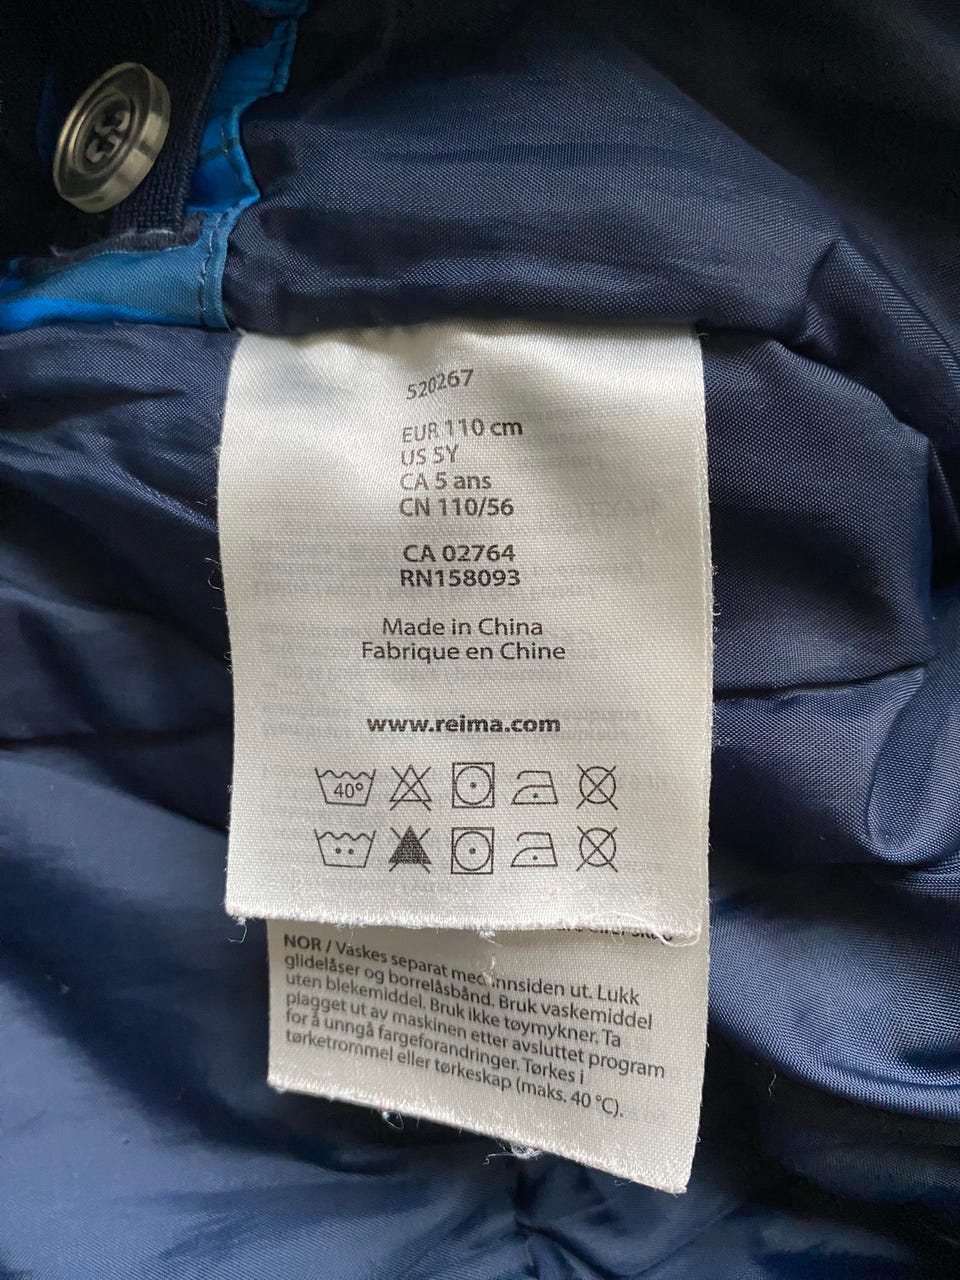 520267
EUR 110 cm
US 5Y
CA 5 ans
CN 110/56
CA 02764
RN158093
Made in China
Fabrique en Chine
www.reima.com
40°
NOR / Vaskes separat med innsiden ut. Lukk
glidelåser og borrelåsbånd. Bruk vaskemiddel
uten blekemiddel. Bruk ikke tøymykner. Ta
plagget ut av maskinen etter avsluttet program
for å unngå fargeforandringer. Tørkes i
tørketrommel eller tørkeskap (maks. 40 °C).